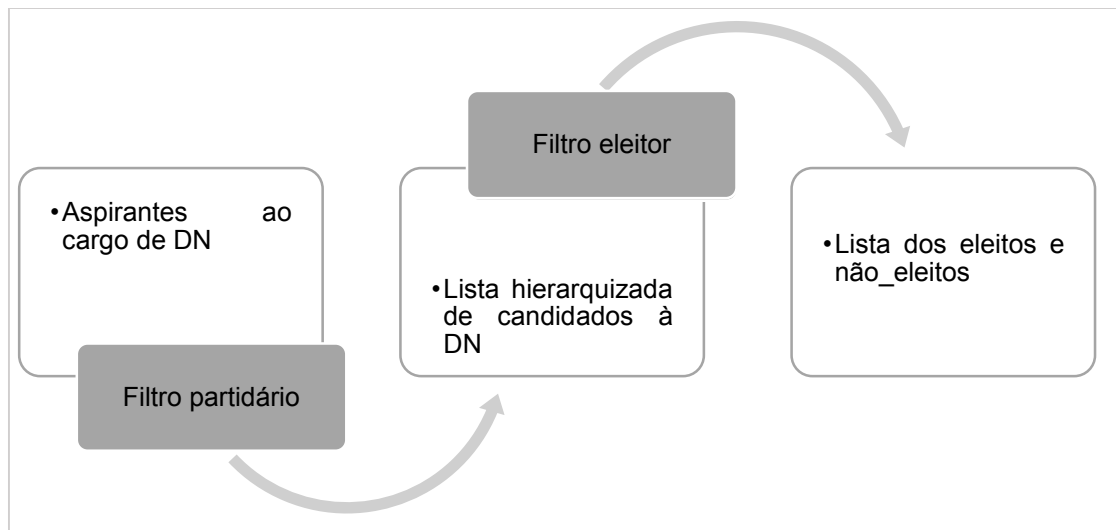 •Aspirantes ao
cargo de DN
Filtro partidário
Filtro eleitor
•Lista hierarquizada
de candidados à
DN
•Lista dos eleitos e
não_eleitos